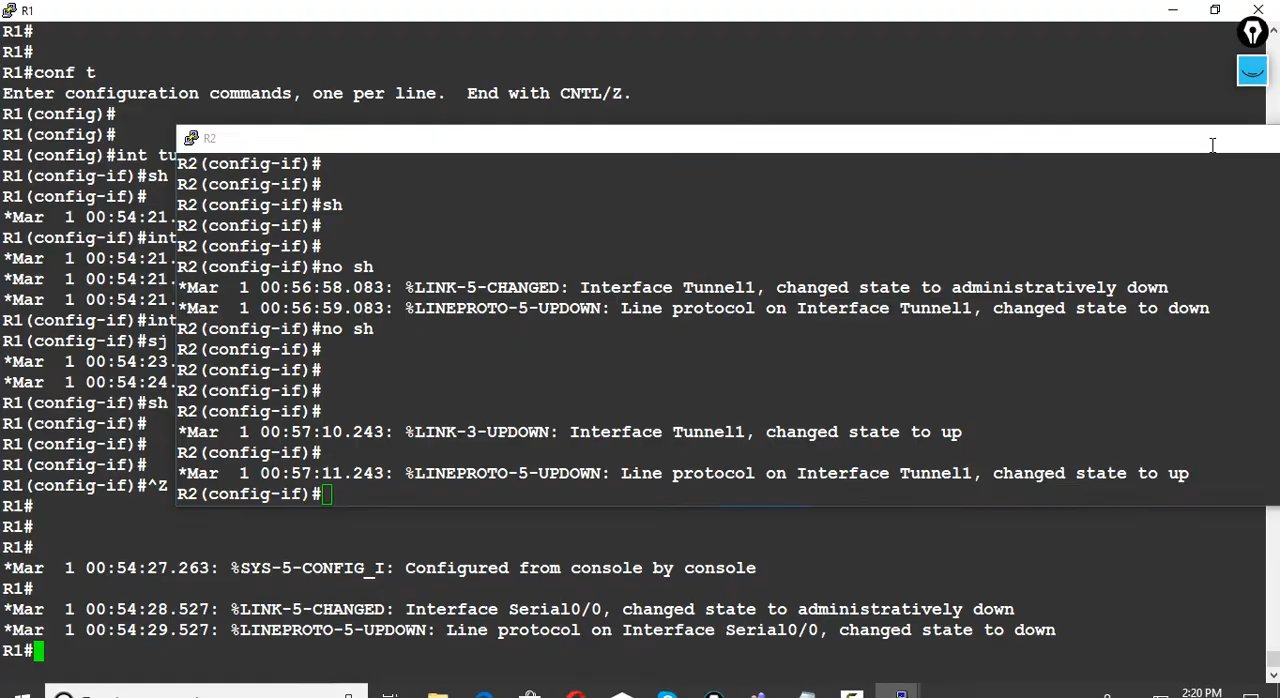 R1
R1#
R1#
R1#conf t
Enter configuration commands, one per line.  End with CNTL/Z.
R1(config)#
R1(config)#
R1(config)#int tu
R1(config-if)#sh
R1(config-if)#
*Mar  1 00:54:21.
R1(config-if)#int
*Mar  1 00:54:21.
*Mar  1 00:54:21.
*Mar  1 00:54:21.
R1(config-if)#int
R1(config-if)#sj
*Mar  1 00:54:23.
*Mar  1 00:54:24.
R1(config-if)#sh
R1(config-if)#
R1(config-if)#
R1(config-if)#
R1(config-if)#^Z
R1#
R1#
R1#
*Mar  1 00:54:27.263: %SYS-5-CONFIG_I: Configured from console by console
R1#
*Mar  1 00:54:28.527: %LINK-5-CHANGED: Interface Serial0/0, changed state to administratively down
*Mar  1 00:54:29.527: %LINEPROTO-5-UPDOWN: Line protocol on Interface Serial0/0, changed state to down
R1#
R2
R2(config-if)#
R2(config-if)#
R2(config-if)#sh
R2(config-if)#
R2(config-if)#
R2(config-if)#no sh
*Mar  1 00:56:58.083: %LINK-5-CHANGED: Interface Tunnel1, changed state to administratively down
*Mar  1 00:56:59.083: %LINEPROTO-5-UPDOWN: Line protocol on Interface Tunnel1, changed state to down
R2(config-if)#no sh
R2(config-if)#
R2(config-if)#
R2(config-if)#
R2(config-if)#
*Mar  1 00:57:10.243: %LINK-3-UPDOWN: Interface Tunnel1, changed state to up
R2(config-if)#
*Mar  1 00:57:11.243: %LINEPROTO-5-UPDOWN: Line protocol on Interface Tunnel1, changed state to up
R2(config-if)#
2:20 PM